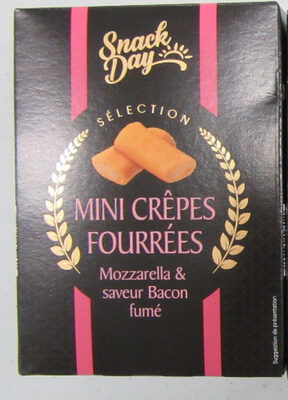 Snack
Day
SÉLECTION
MINI CRÊPES
FOURRÉES
Mozzarella &
saveur Bacon
fumé
Suggestion de présentation